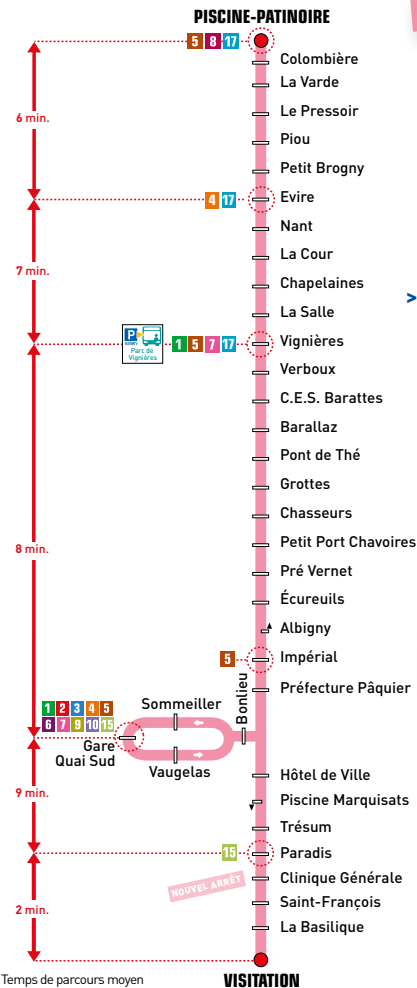 PISCINE-PATINOIRE
5 8 17
Colombière
La Varde
Le Pressoir
6 min.
Piou
Petit Brogny
4 17
Evire
Nant
La Cour
7 min.
Chapelaines
>
La Salle
P
Parc de
Vignières
1 5 7 17
Vignières
Verboux
C.E.S. Barattes
Barallaz
Pont de Thé
Grottes
Chasseurs
8 min.
Petit Port Chavoires
Pré Vernet
Écureuils
Albigny
5
Impérial
Préfecture Pâquier
1 2 3 4 5
6 7 9 10 15
Sommeiller
Bonlieu
Gare
Quai Sud
Vaugelas
Hôtel de Ville
9 min.
Piscine Marquisats
Trésum
15
Paradis
Clinique Générale
NOUVEL ARRÊT
Saint-François
2 min.
La Basilique
Temps de parcours moyen
VISITATION